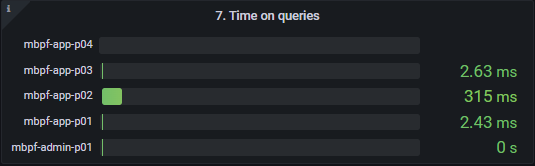 i
7. Time on queries
mbpf-app-p04
mbpf-app-p03 2.63 ms
mbpf-app-p02 315 ms
mbpf-app-p01 2.43 ms
mbpf-admin-p01 0 s